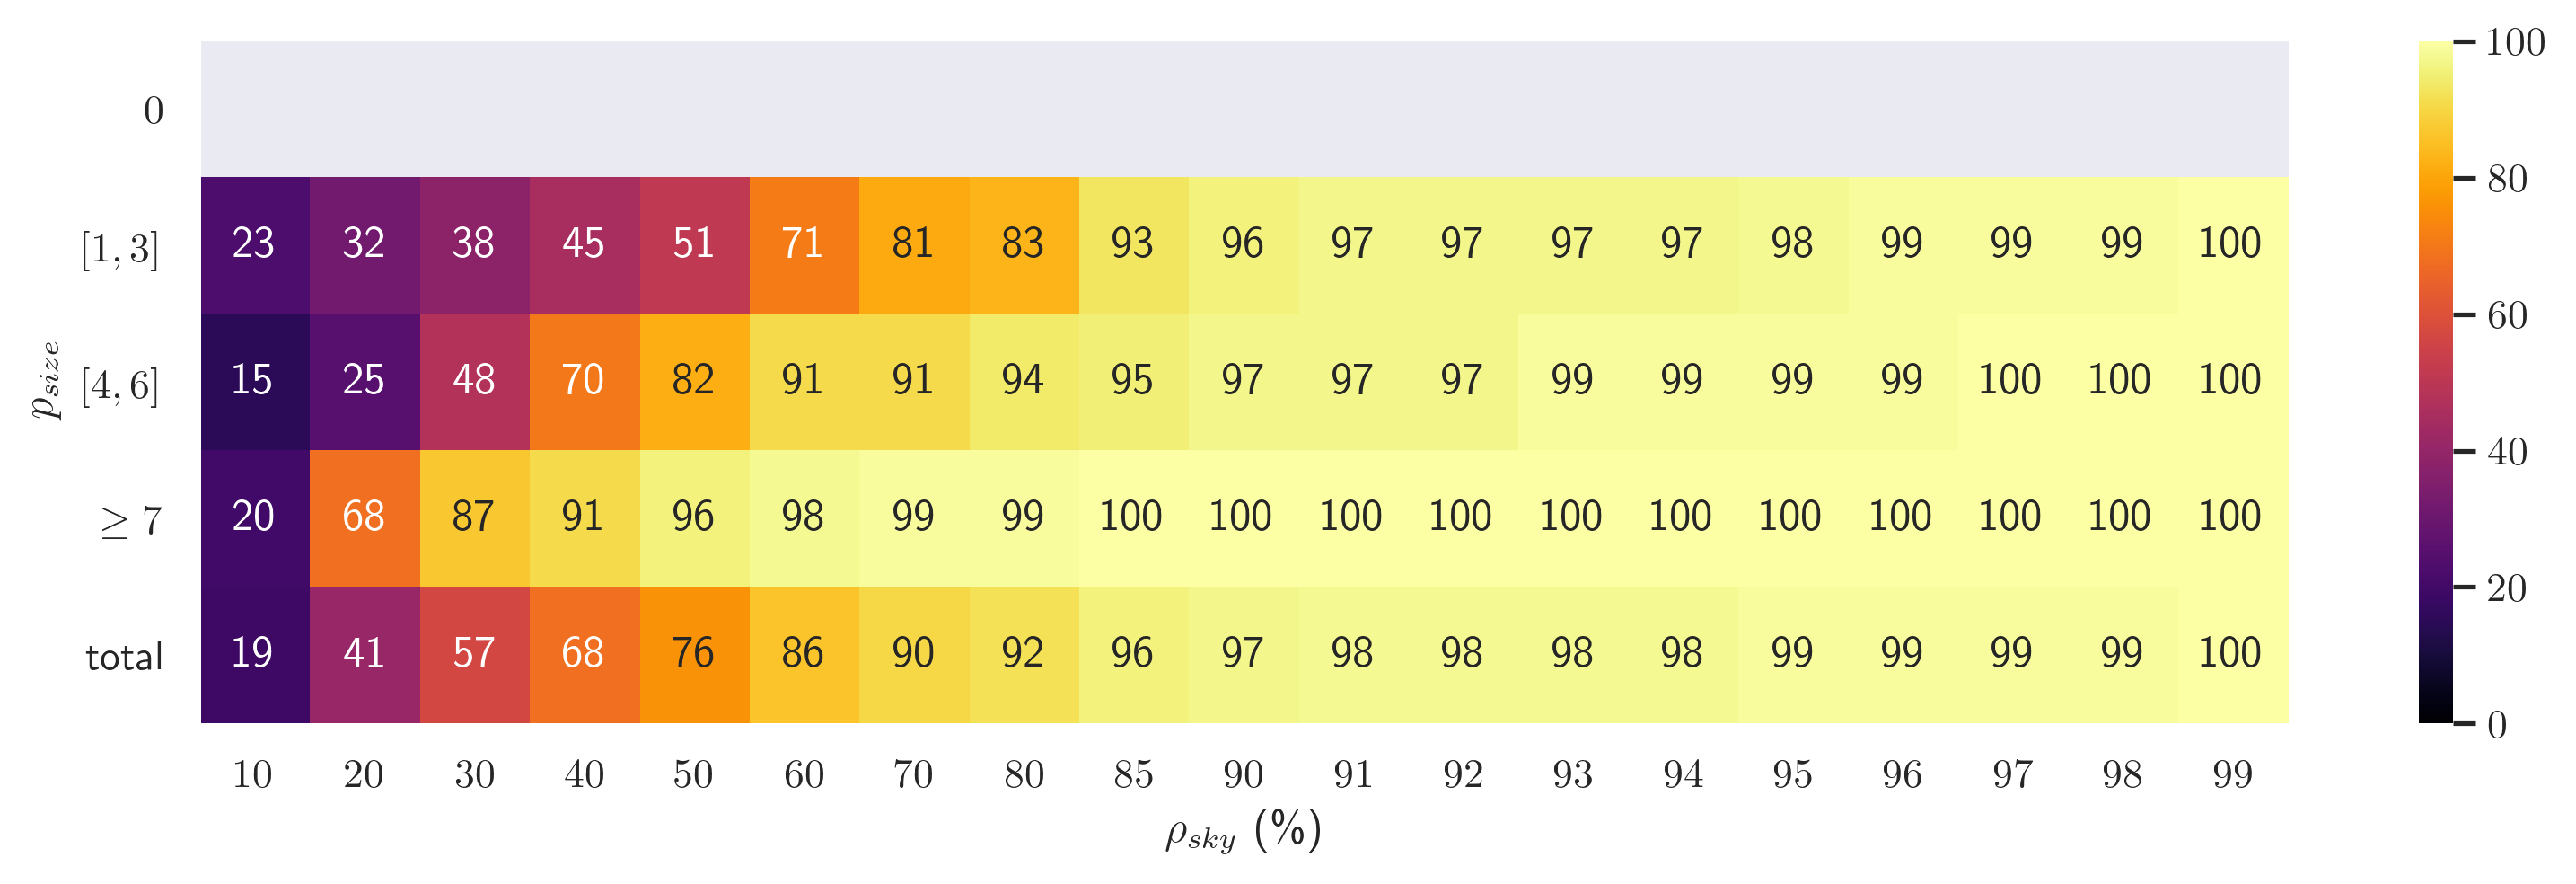 0
[1, 3] 23 32 38 45 51 71 81 83 93 96 97 97 97 97 98 99 99 99 100
[4, 6] 15 25 48 70 82 91 91 94 95 97 97 97 99 99 99 99 100 100 100
≥ 7 20 68 87 91 96 98 99 99 100 100 100 100 100 100 100 100 100 100 100
total 19 41 57 68 76 86 90 92 96 97 98 98 98 98 99 99 99 99 100
10 20 30 40 50 60 70 80 85 90 91 92 93 94 95 96 97 98 99
ρ_sky (%)
p_size
100
80
60
40
20
0